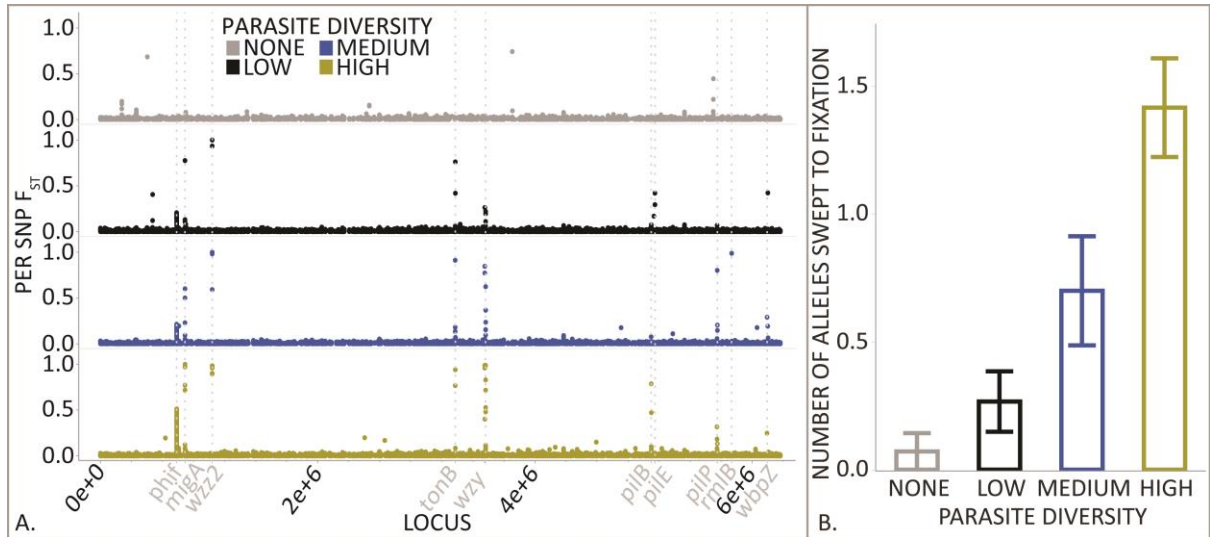 PARASITE DIVERSITY
NONE MEDIUM
LOW HIGH
PER SNP FST
1.0
0.5
0.0
1.0
0.5
0.0
1.0
0.5
0.0
1.0
0.5
0.0
0e+0 phif migA wzz2 2e+6 tonB wzy 4e+6 pilB pilE pilP rmlB 6e+6 wbpZ
LOCUS
A.
NUMBER OF ALLELES SWEPT TO FIXATION
1.5
1.0
0.5
0.0
NONE LOW MEDIUM HIGH
PARASITE DIVERSITY
B.